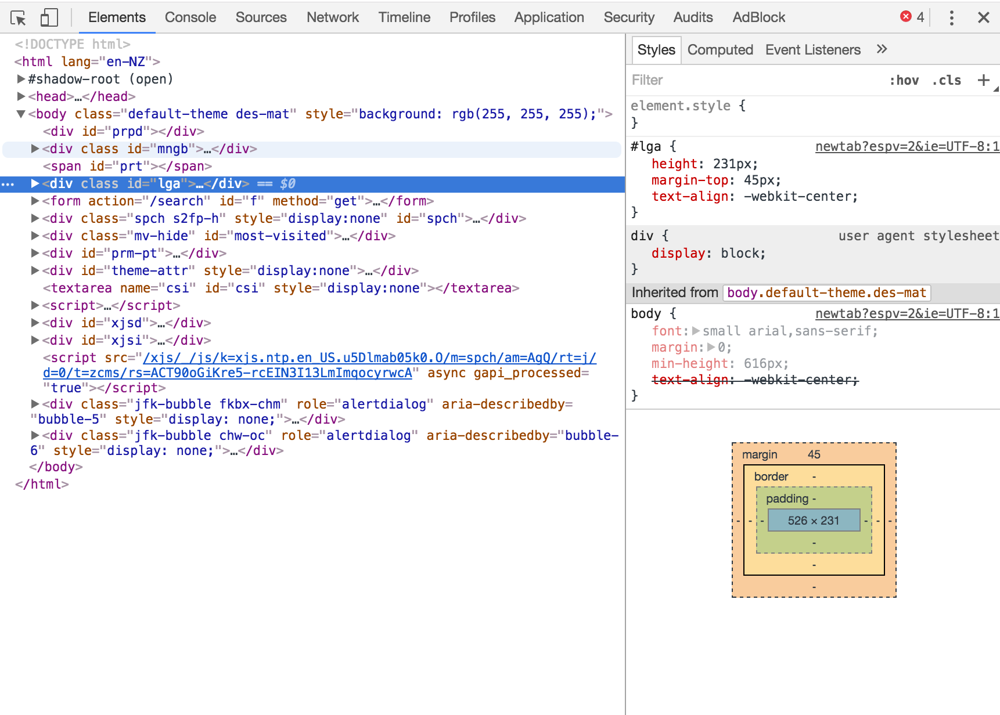 Elements Console Sources Network Timeline Profiles Application Security Audits AdBlock 4
<!DOCTYPE html>
<html lang="en-NZ">
#shadow-root (open)
<head>…</head>
<body class="default-theme des-mat" style="background: rgb(255, 255, 255);">
<div id="prpd"></div>
<div class id="mngb">…</div>
<span id="prt"></span>
… <div class id="lga">…</div> == $0
<form action="/search" id="f" method="get">…</form>
<div class="spch s2fp-h" style="display:none" id="spch">…</div>
<div class="mv-hide" id="most-visited">…</div>
<div id="prm-pt">…</div>
<div id="theme-attr" style="display:none">…</div>
<textarea name="csi" id="csi" style="display:none"></textarea>
<script>…</script>
<div id="xjsd">…</div>
<div id="xjsi">…</div>
<script src="/xjs/_/js/k=xjs.ntp.en_US.u5Dlmab05k0.O/m=spch/am=AgQ/rt=j/
d=0/t=zcms/rs=ACT90oGiKre5-rcEIN3I13LmImqocyrwcA" async gapi_processed=
"true"></script>
<div class="jfk-bubble fkbx-chm" role="alertdialog" aria-describedby=
"bubble-5" style="display: none;">…</div>
<div class="jfk-bubble chw-oc" role="alertdialog" aria-describedby="bubble-
6" style="display: none;">…</div>
</body>
</html>
Styles Computed Event Listeners »
Filter :hov .cls +
element.style {
}
#lga { newtab?espv=2&ie=UTF-8:1
height: 231px;
margin-top: 45px;
text-align: -webkit-center;
}
div { user agent stylesheet
display: block;
}
Inherited from body.default-theme.des-mat
body { newtab?espv=2&ie=UTF-8:1
font: small arial,sans-serif;
margin: 0;
min-height: 616px;
text-align: -webkit-center;
}
margin 45
border -
padding -
- - - 526 × 231 - - -
-
-
-